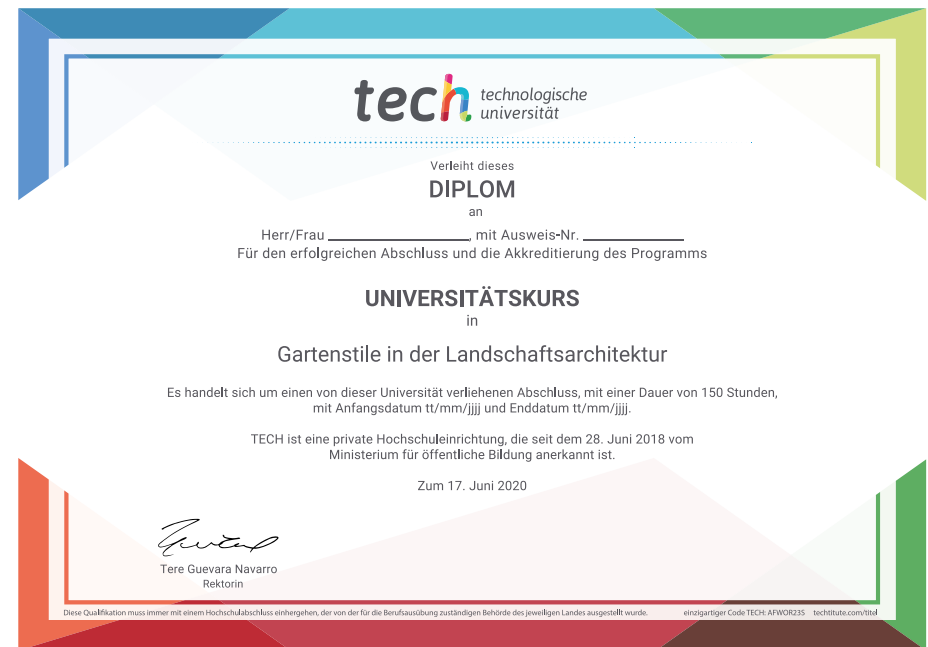 tech technologische
universität
Verleiht dieses
DIPLOM
an
Herr/Frau ____________________, mit Ausweis-Nr. ______________
Für den erfolgreichen Abschluss und die Akkreditierung des Programms
UNIVERSITÄTSKURS
in
Gartenstile in der Landschaftsarchitektur
Es handelt sich um einen von dieser Universität verliehenen Abschluss, mit einer Dauer von 150 Stunden,
mit Anfangsdatum tt/mm/jjjj und Enddatum tt/mm/jjjj.
TECH ist eine private Hochschuleinrichtung, die seit dem 28. Juni 2018 vom
Ministerium für öffentliche Bildung anerkannt ist.
Zum 17. Juni 2020
Tere Guevara Navarro
Rektorin
Diese Qualifikation muss immer mit einem Hochschulabschluss einhergehen, der von der für die Berufsausübung zuständigen Behörde des jeweiligen Landes ausgestellt wurde. einzigartiger Code TECH: AFWOR23S techtitute.com/titel